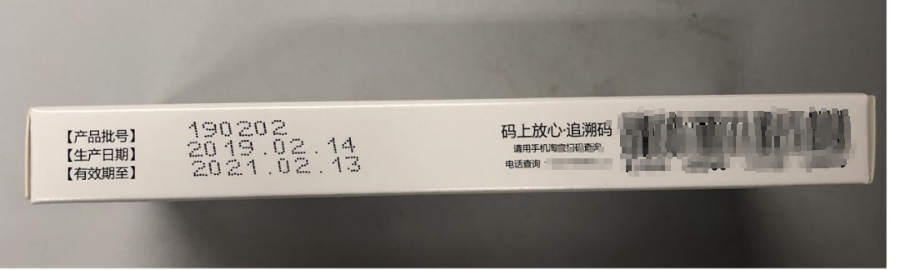 【产品批号】 190202
【生产日期】 2019.02.14
【有效期至】 2021.02.13
码上放心·追溯码
请用手机淘宝扫码查询
电话查询